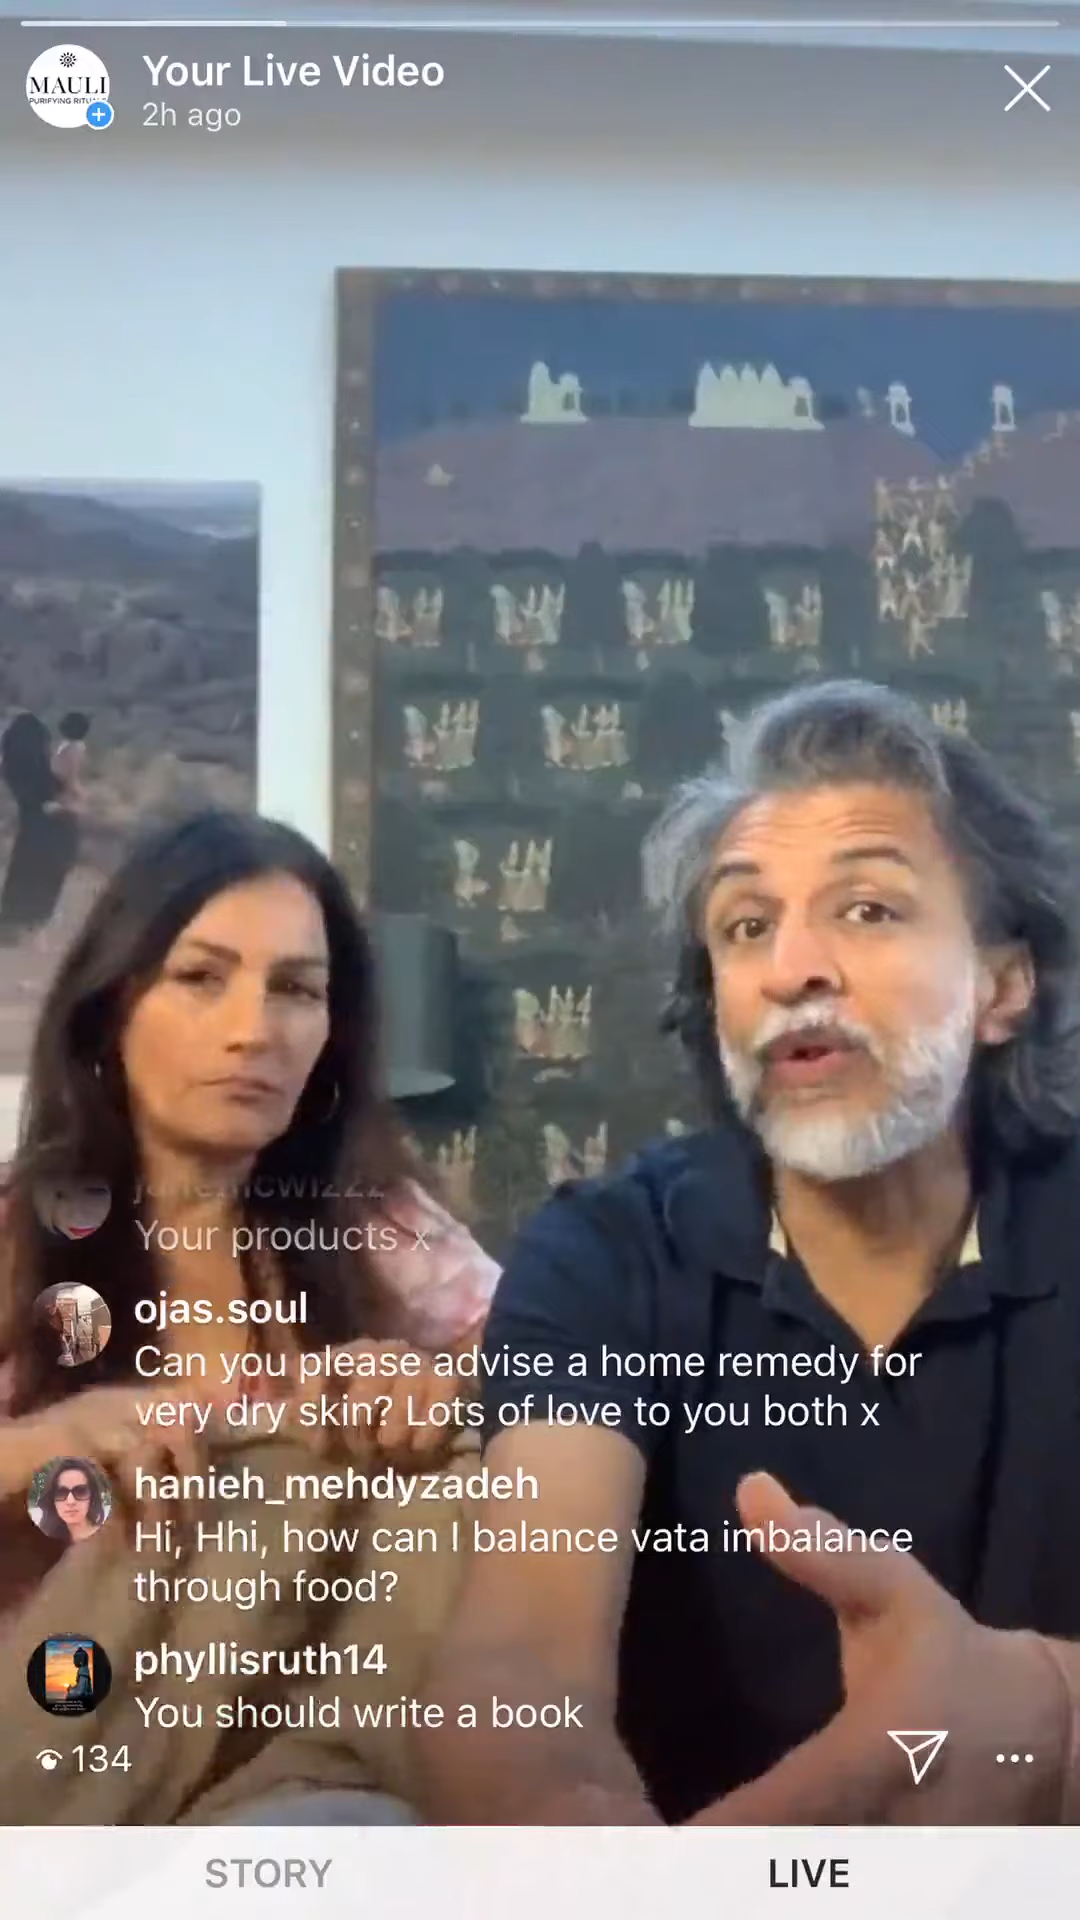 MAULI
Your Live Video
2h ago
Your products x
ojas.soul
Can you please advise a home remedy for
very dry skin? Lots of love to you both x
hanieh_mehdyzadeh
Hi, Hhi, how can I balance vata imbalance
through food?
phyllisruth14
You should write a book
134
STORY
LIVE